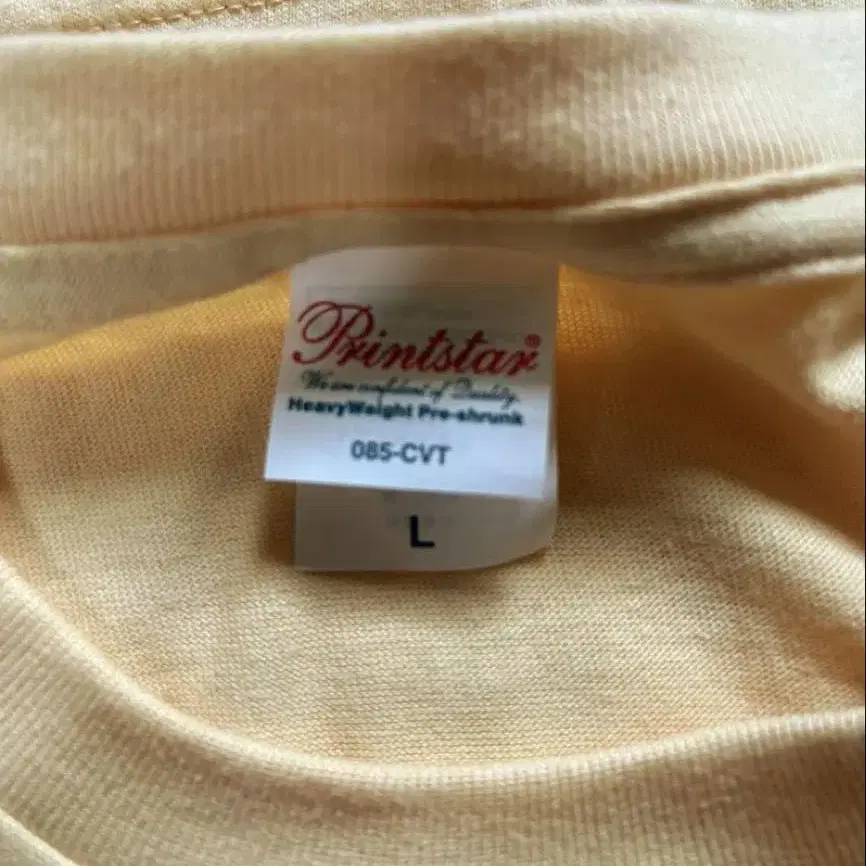 Printstar®
We are confident of Quality.
HeavyWeight Pre-shrunk
085-CVT
L